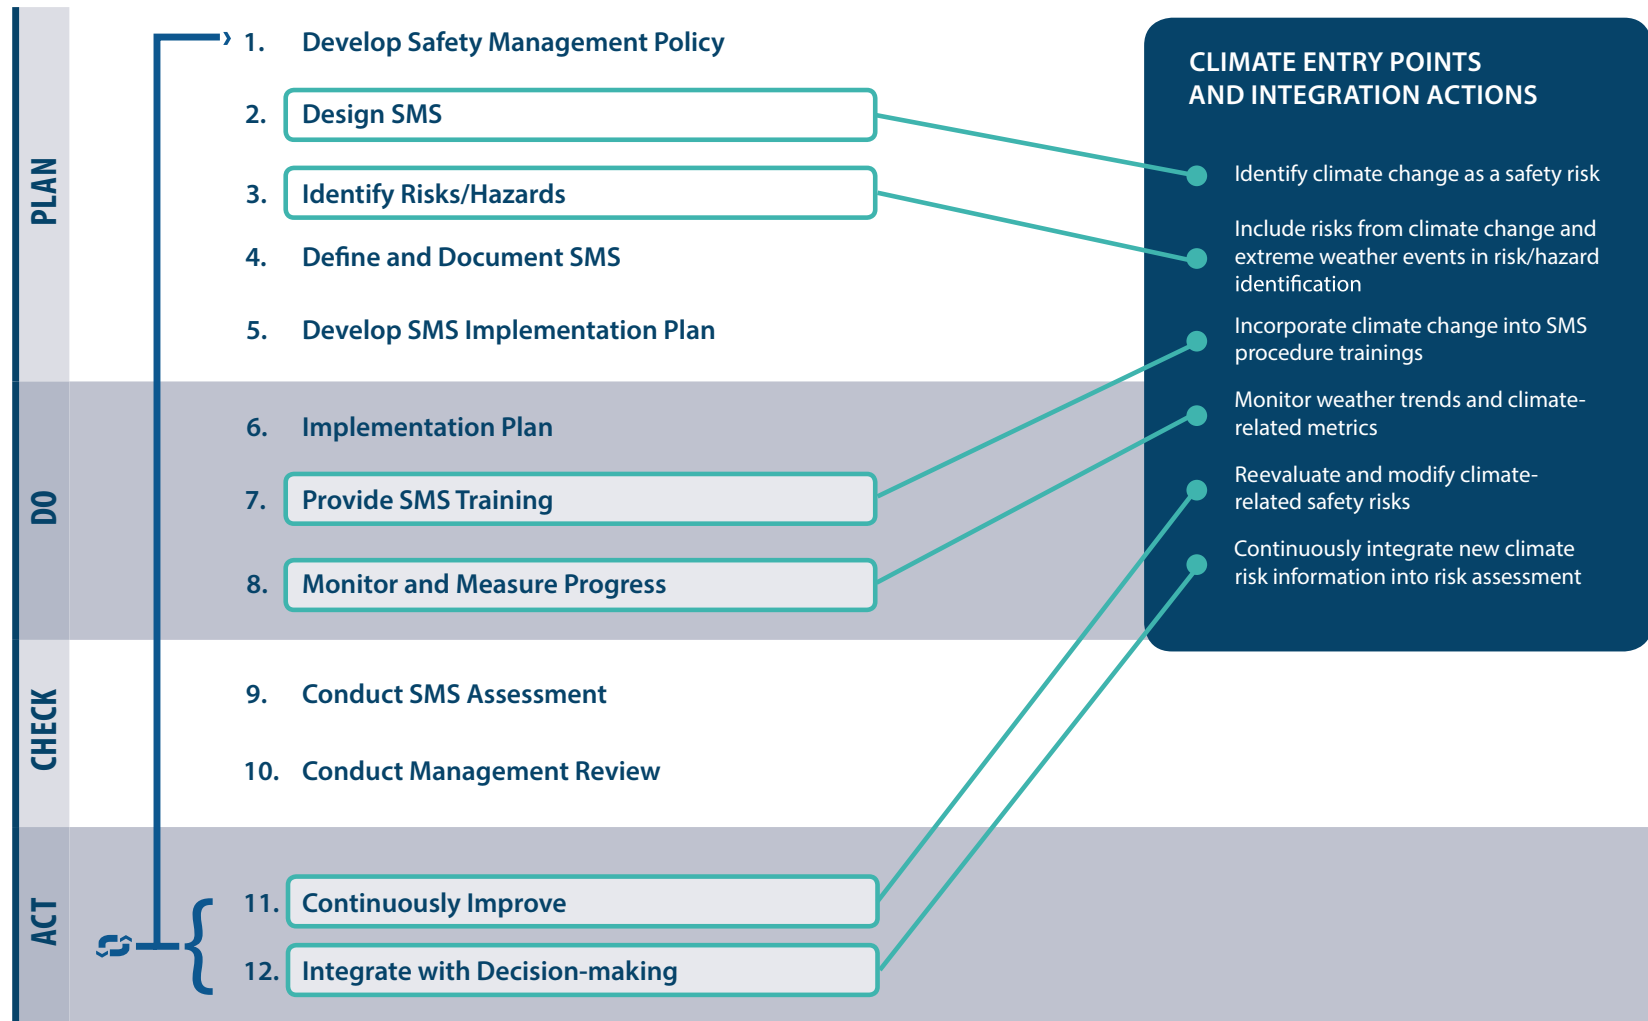 PLAN
1. Develop Safety Management Policy
2. Design SMS
3. Identify Risks/Hazards
4. Define and Document SMS
5. Develop SMS Implementation Plan
DO
6. Implementation Plan
7. Provide SMS Training
8. Monitor and Measure Progress
CHECK
9. Conduct SMS Assessment
10. Conduct Management Review
ACT
11. Continuously Improve
12. Integrate with Decision-making
CLIMATE ENTRY POINTS
AND INTEGRATION ACTIONS
Identify climate change as a safety risk
Include risks from climate change and
extreme weather events in risk/hazard
identification
Incorporate climate change into SMS
procedure trainings
Monitor weather trends and climate-
related metrics
Reevaluate and modify climate-
related safety risks
Continuously integrate new climate
risk information into risk assessment